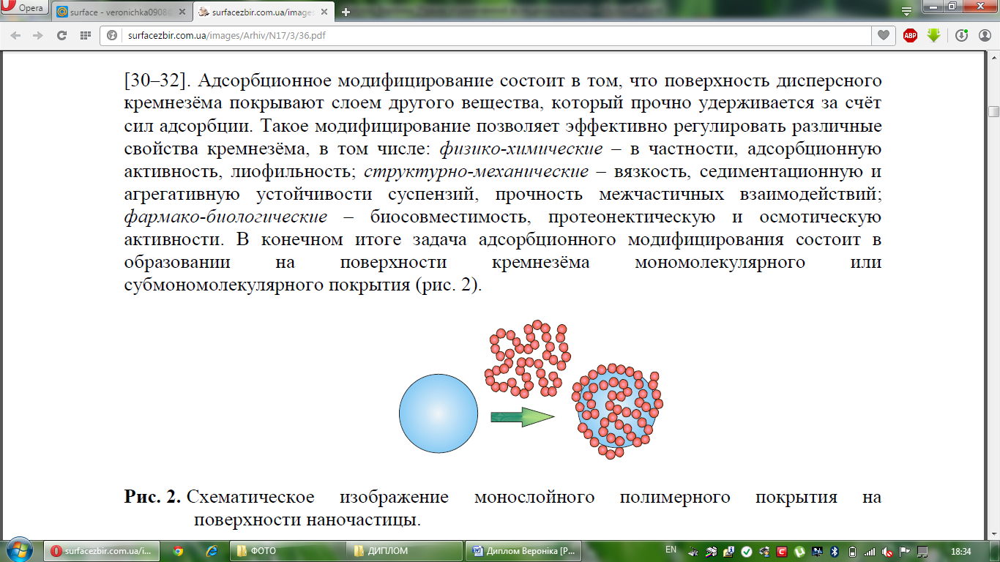 Opera
surface - veronichka0908@
surfacezbir.com.ua/images
surfacezbir.com.ua/images/Arhiv/N17/3/36.pdf
ABP
[30–32]. Адсорбционное модифицирование состоит в том, что поверхность дисперсного
кремнезёма покрывают слоем другого вещества, который прочно удерживается за счёт
сил адсорбции. Такое модифицирование позволяет эффективно регулировать различные
свойства кремнезёма, в том числе: физико-химические – в частности, адсорбционную
активность, лиофильность; структурно-механические – вязкость, седиментационную и
агрегативную устойчивости суспензий, прочность межчастичных взаимодействий;
фармако-биологические – биосовместимость, протеонектическую и осмотическую
активности. В конечном итоге задача адсорбционного модифицирования состоит в
образовании на поверхности кремнезёма мономолекулярного или
субмономолекулярного покрытия (рис. 2).
Рис. 2. Схематическое изображение монослойного полимерного покрытия на
поверхности наночастицы.
surfacezbir.com.ua/i...
ФОТО
ДИПЛОМ
Диплом Вероніка [Р...
EN
18:34